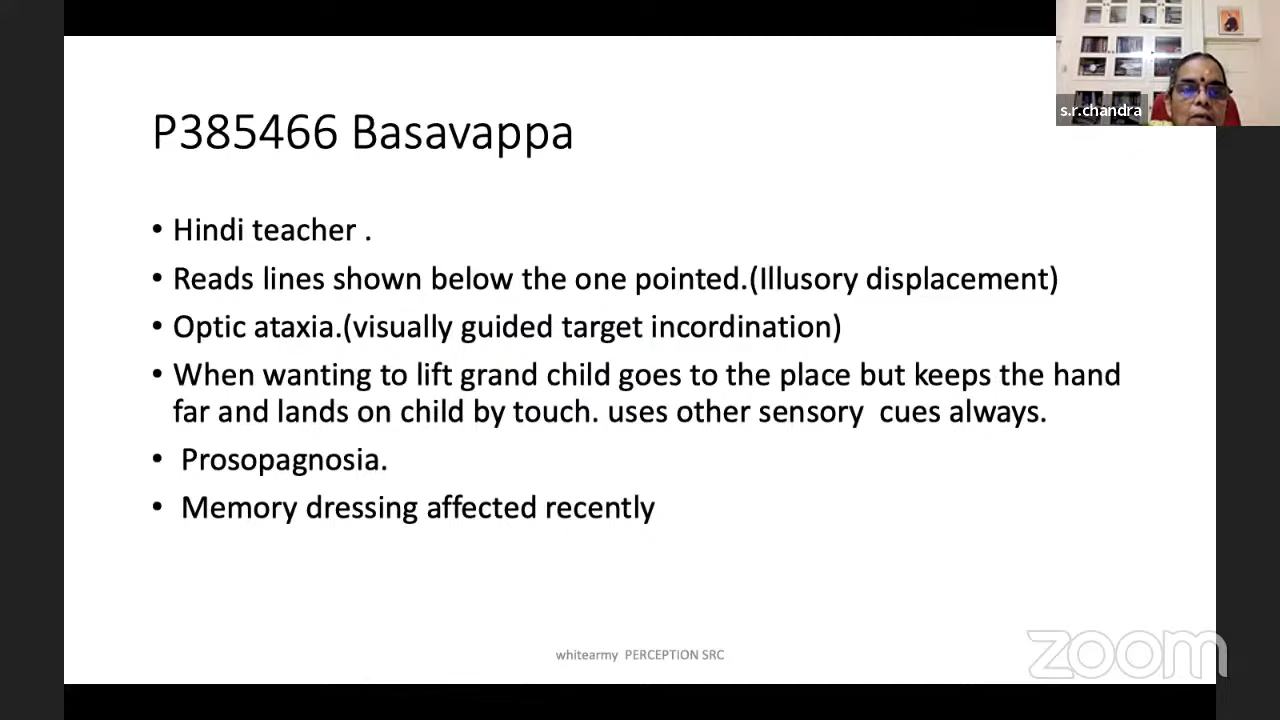 s.r.chandra
P385466 Basavappa
• Hindi teacher .
• Reads lines shown below the one pointed.(Illusory displacement)
• Optic ataxia.(visually guided target incordination)
• When wanting to lift grand child goes to the place but keeps the hand
far and lands on child by touch. uses other sensory cues always.
• Prosopagnosia.
• Memory dressing affected recently
whitearmy PERCEPTION SRC
zoom